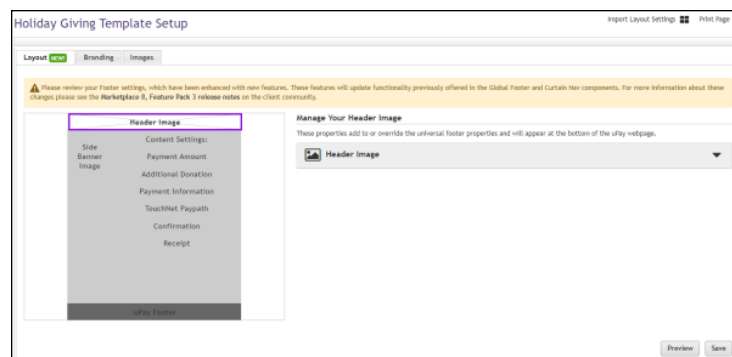 Holiday Giving Template Setup
Import Layout Settings Print Page
Layout NEW! Branding Images
Please review your Footer settings, which have been enhanced with new features. These features will update functionality previously offered in the Global Footer and Curtain Nav components. For more information about these
changes please see the Marketplace 8, Feature Pack 3 release notes on the client community.
Header Image
Side
Banner
Image
Content Settings:
Payment Amount
Additional Donation
Payment Information
TouchNet Paypath
Confirmation
Receipt
uPay Footer
Manage Your Header Image
These properties add to or override the universal footer properties and will appear at the bottom of the uPay webpage.
Header Image
Preview Save